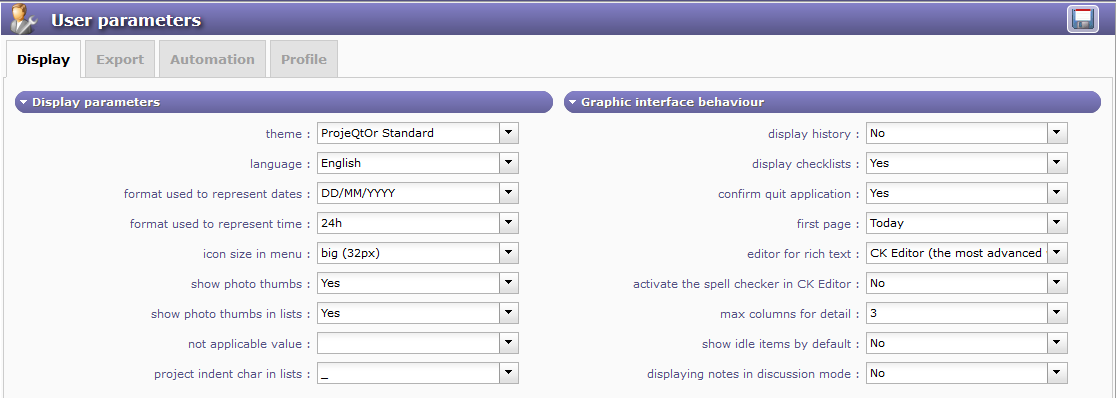 User parameters
Display Export Automation Profile
Display parameters
theme : ProjeQtOr Standard
language : English
format used to represent dates : DD/MM/YYYY
format used to represent time : 24h
icon size in menu : big (32px)
show photo thumbs : Yes
show photo thumbs in lists : Yes
not applicable value :
project indent char in lists : _
Graphic interface behaviour
display history : No
display checklists : Yes
confirm quit application : Yes
first page : Today
editor for rich text : CK Editor (the most advanced
activate the spell checker in CK Editor : No
max columns for detail : 3
show idle items by default : No
displaying notes in discussion mode : No